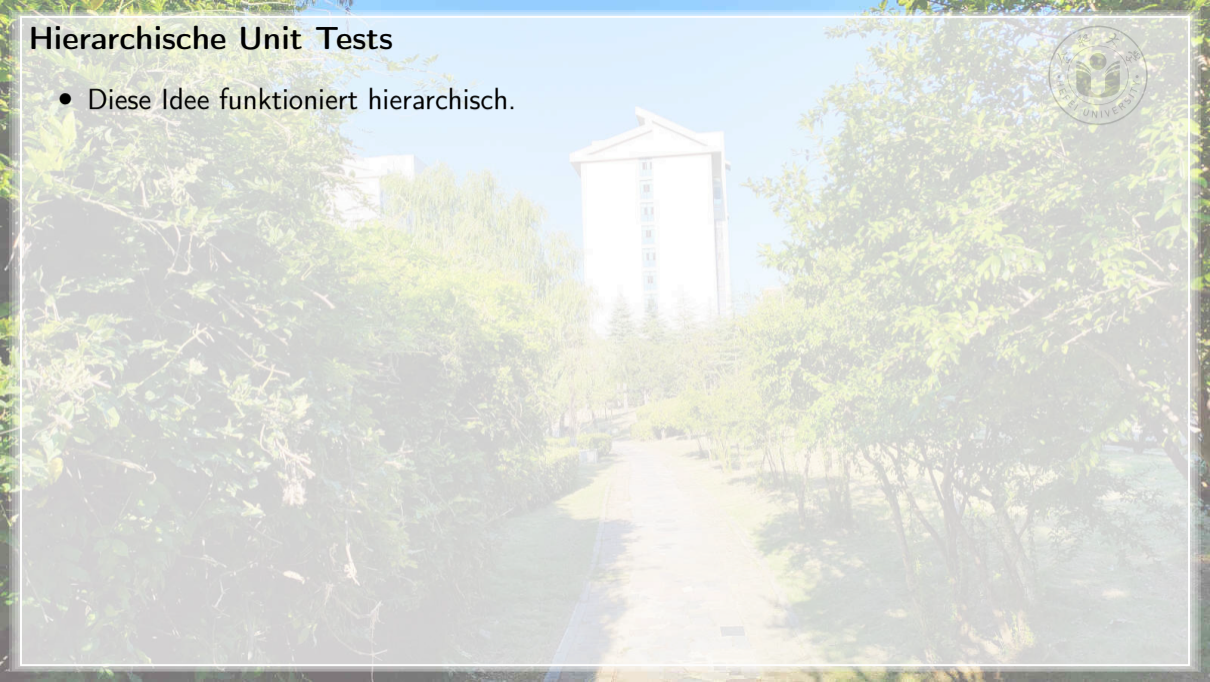 Hierarchische Unit Tests
• Diese Idee funktioniert hierarchisch.